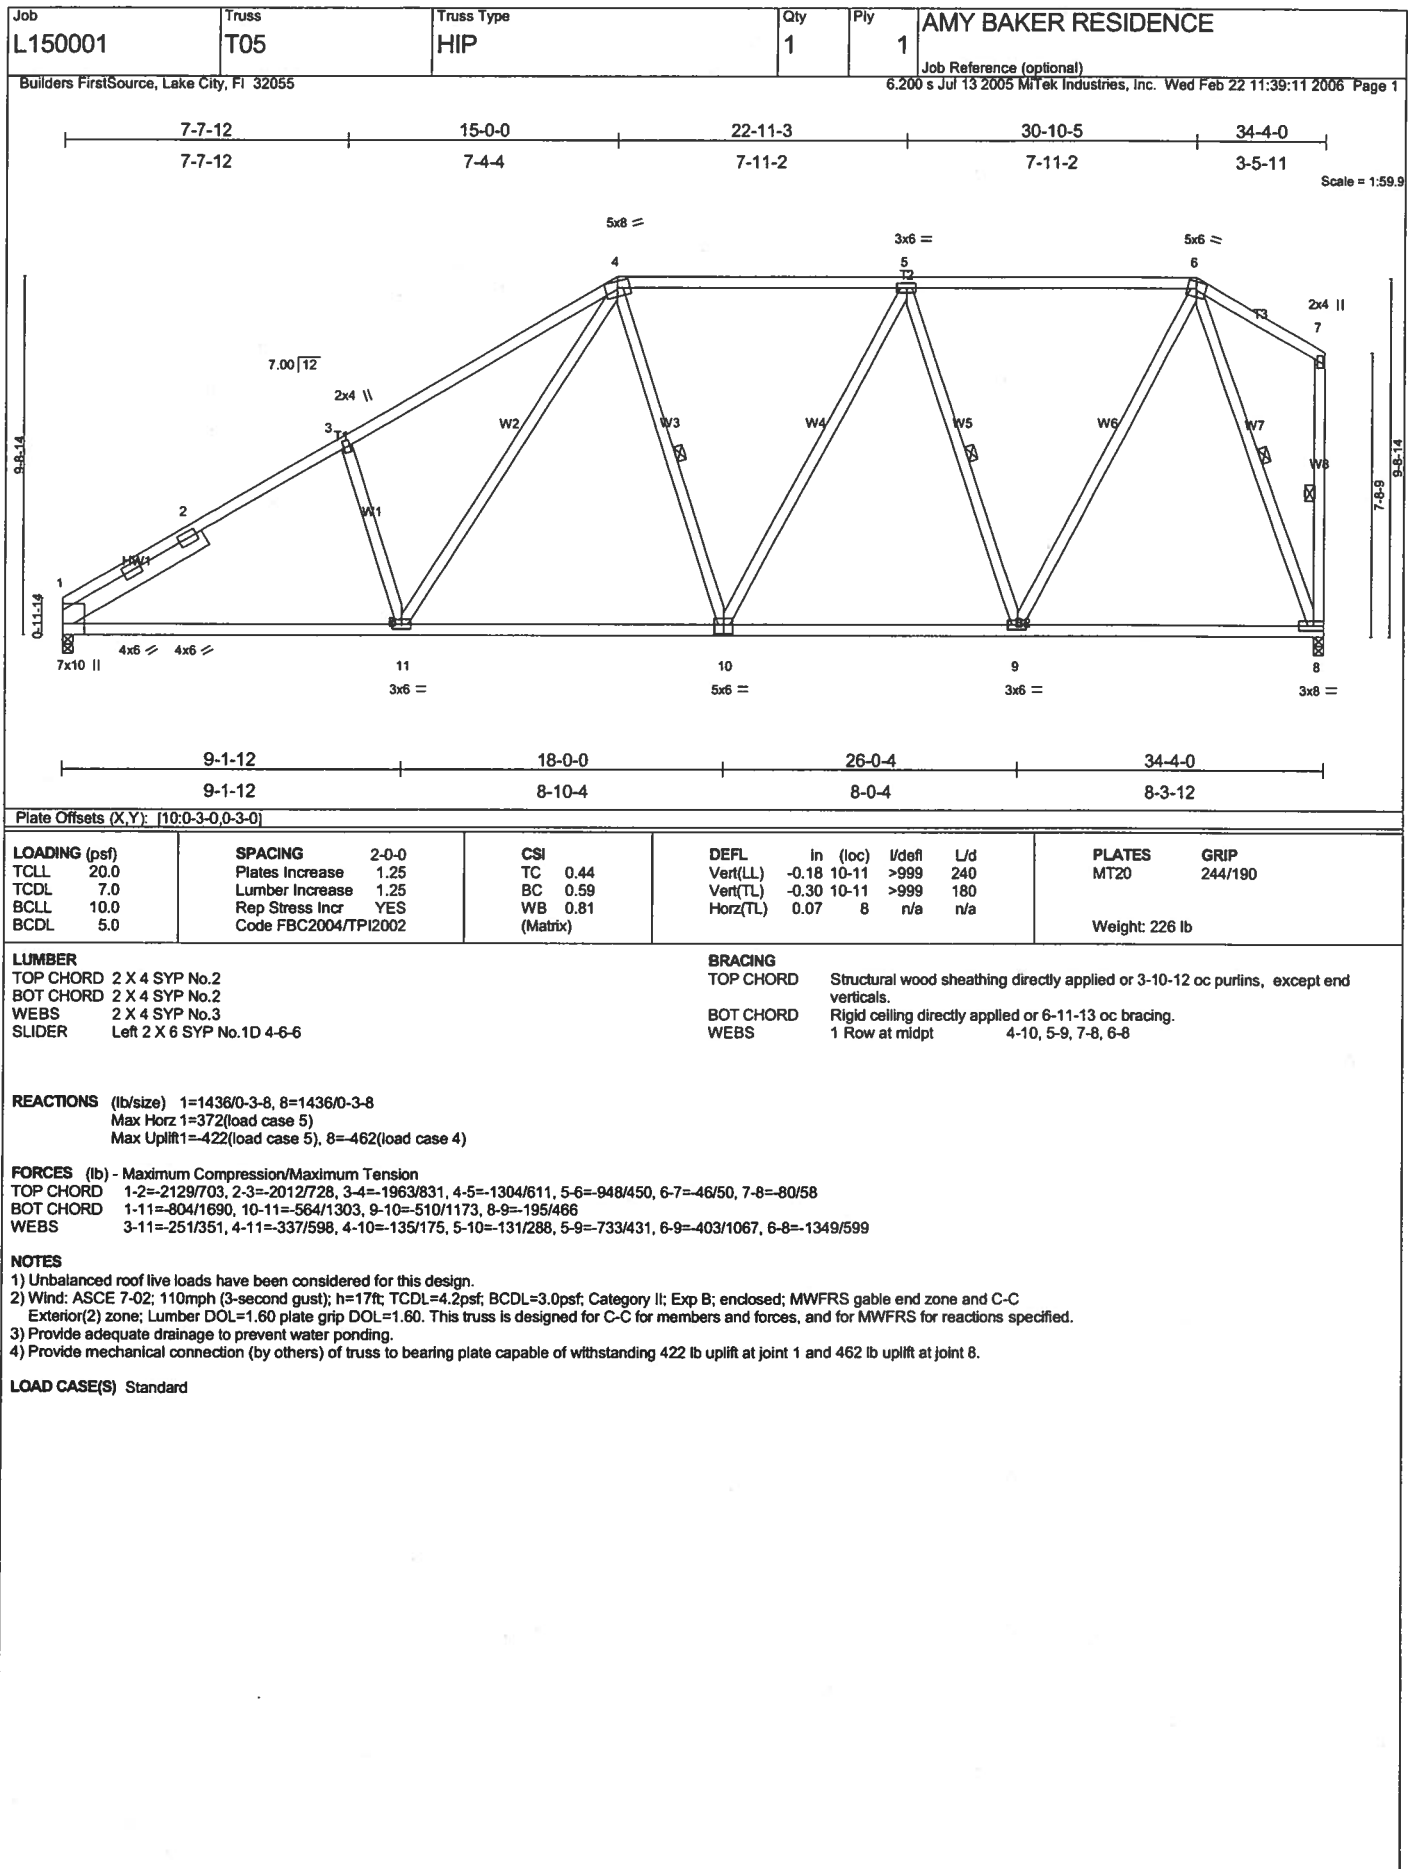 Job Truss Truss Type Qty Ply AMY BAKER RESIDENCE
L150001 T05 HIP 1 1
Job Reference (optional)
Builders FirstSource, Lake City, Fl 32055 6.200 s Jul 13 2005 MiTek Industries, Inc. Wed Feb 22 11:39:11 2006 Page 1
7-7-12 15-0-0 22-11-3 30-10-5 34-4-0
7-7-12 7-4-4 7-11-2 7-11-2 3-5-11
Scale = 1:59.9
5x8 =
3x6 = 5x6 =
4 5 6
T2
T3 2x4 ||
7
7.00 12
2x4 \\
3 T1
W2 W3 W4 W5 W6 W7
W8
9-8-14
7-8-9
9-8-14
2 W1
HW1
1
0-11-14
4x6 // 4x6 //
7x10 || 11 10 9 8
3x6 = 5x6 = 3x6 = 3x8 =
9-1-12 18-0-0 26-0-4 34-4-0
9-1-12 8-10-4 8-0-4 8-3-12
Plate Offsets (X,Y): [10:0-3-0,0-3-0]
LOADING (psf) SPACING 2-0-0 CSI DEFL in (loc) l/defl L/d PLATES GRIP
TCLL 20.0 Plates Increase 1.25 TC 0.44 Vert(LL) -0.18 10-11 >999 240 MT20 244/190
TCDL 7.0 Lumber Increase 1.25 BC 0.59 Vert(TL) -0.30 10-11 >999 180
BCLL 10.0 Rep Stress Incr YES WB 0.81 Horz(TL) 0.07 8 n/a n/a
BCDL 5.0 Code FBC2004/TPI2002 (Matrix) Weight: 226 lb
LUMBER
TOP CHORD 2 X 4 SYP No.2
BOT CHORD 2 X 4 SYP No.2
WEBS 2 X 4 SYP No.3
SLIDER Left 2 X 6 SYP No.1D 4-6-6
BRACING
TOP CHORD Structural wood sheathing directly applied or 3-10-12 oc purlins, except end
verticals.
BOT CHORD Rigid ceiling directly applied or 6-11-13 oc bracing.
WEBS 1 Row at midpt 4-10, 5-9, 7-8, 6-8
REACTIONS (lb/size) 1=1436/0-3-8, 8=1436/0-3-8
Max Horz 1=372(load case 5)
Max Uplift1=-422(load case 5), 8=-462(load case 4)
FORCES (lb) - Maximum Compression/Maximum Tension
TOP CHORD 1-2=-2129/703, 2-3=-2012/728, 3-4=-1963/831, 4-5=-1304/611, 5-6=-948/450, 6-7=-46/50, 7-8=-80/58
BOT CHORD 1-11=-804/1690, 10-11=-564/1303, 9-10=-510/1173, 8-9=-195/466
WEBS 3-11=-251/351, 4-11=-337/598, 4-10=-135/175, 5-10=-131/288, 5-9=-733/431, 6-9=-403/1067, 6-8=-1349/599
NOTES
1) Unbalanced roof live loads have been considered for this design.
2) Wind: ASCE 7-02; 110mph (3-second gust); h=17ft; TCDL=4.2psf; BCDL=3.0psf; Category II; Exp B; enclosed; MWFRS gable end zone and C-C
Exterior(2) zone; Lumber DOL=1.60 plate grip DOL=1.60. This truss is designed for C-C for members and forces, and for MWFRS for reactions specified.
3) Provide adequate drainage to prevent water ponding.
4) Provide mechanical connection (by others) of truss to bearing plate capable of withstanding 422 lb uplift at joint 1 and 462 lb uplift at joint 8.
LOAD CASE(S) Standard